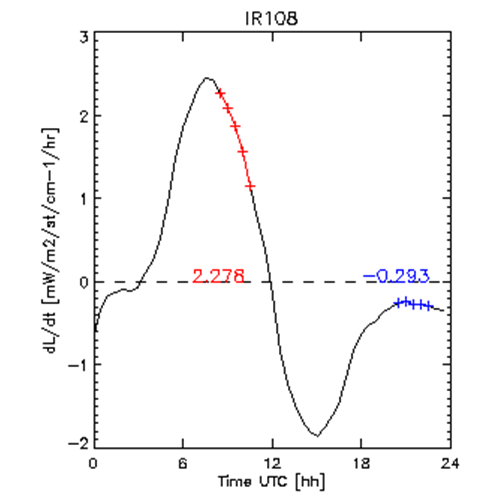 IR108
3
2
1
0
-1
-2
dL/dt [mW/m2/st/cm-1/hr]
2.278
-0.293
0 6 12 18 24
Time UTC [hh]